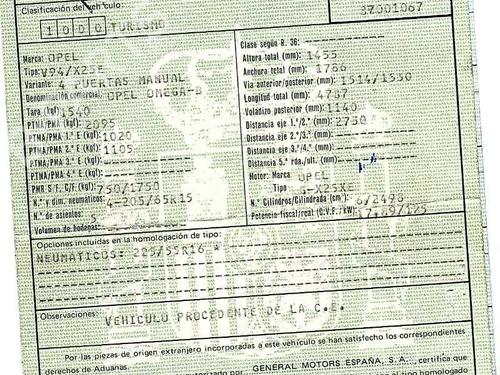 Clasificación del vehículo:
37001067
1000 TURISMO
Marca: OPEL
Tipo: V94/X25E
Variante: 4 PUERTAS MANUAL
Denominación comercial: OPEL OMEGA-B
Tara (kg): 1540
PTMA/PMA (kg): 2095
PTMA/PMA 1.º E (kg): 1020
PTMA/PMA 2.º E (kg): 1105
PTMA/PMA 3.º E (kg):
PTMA/PMA 4.º E (kg):
PMR S/F, C/F (kg): 750/1750
N.º y dim. neumáticos: 4-205/65R15
N.º de asientos: 5
Volumen de bodegas:
Clase según R. 36:
Altura total (mm): 1455
Anchura total (mm): 1786
Vía anterior/posterior (mm): 1514/1530
Longitud total (mm): 4787
Voladizo posterior (mm): 1140
Distancia eje 1.º/2.º (mm): 2730
Distancia eje 2.º/3.º (mm):
Distancia eje 3.º/4.º (mm):
Distancia 5.ª rda./ult. (mm):
Motor: Marca OPEL
Tipo G-X25XE
N.º Cilindros/Cilindrada (cm³): 6/2498
Potencia fiscal/real (C.V.F./kW): 17.89/125
Opciones incluidas en la homologación de tipo:
NEUMATICOS: 225/55R16 *
Observaciones:
VEHICULO PROCEDENTE DE LA C.E.
Por las piezas de origen extranjero incorporadas a este vehículo se han satisfecho los correspondientes
derechos de Aduanas.
GENERAL MOTORS ESPAÑA, S. A., certifica que
tipo homologado